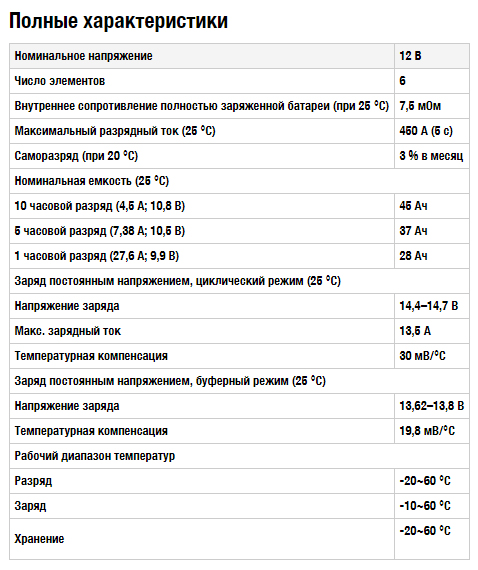 Полные характеристики
Номинальное напряжение 12 В
Число элементов 6
Внутреннее сопротивление полностью заряженной батареи (при 25 °С) 7,5 мОм
Максимальный разрядный ток (25 °С) 450 А (5 с)
Саморазряд (при 20 °С) 3 % в месяц
Номинальная емкость (25 °С)
10 часовой разряд (4,5 А; 10,8 В) 45 Ач
5 часовой разряд (7,38 А; 10,5 В) 37 Ач
1 часовой разряд (27,6 А; 9,9 В) 28 Ач
Заряд постоянным напряжением, циклический режим (25 °С)
Напряжение заряда 14,4–14,7 В
Макс. зарядный ток 13,5 А
Температурная компенсация 30 мВ/°С
Заряд постоянным напряжением, буферный режим (25 °С)
Напряжение заряда 13,62–13,8 В
Температурная компенсация 19,8 мВ/°С
Рабочий диапазон температур
Разряд -20~60 °С
Заряд -10~60 °С
Хранение -20~60 °С